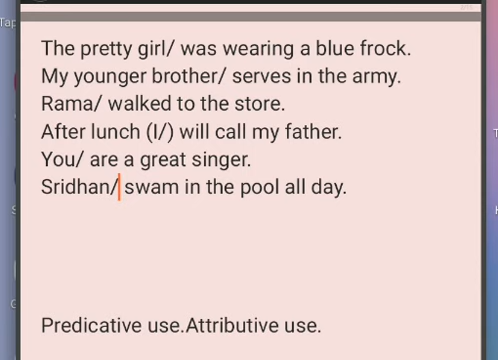 The pretty girl/ was wearing a blue frock.
My younger brother/ serves in the army.
Rama/ walked to the store.
After lunch (I/) will call my father.
You/ are a great singer.
Sridhan/ swam in the pool all day.
Predicative use.Attributive use.